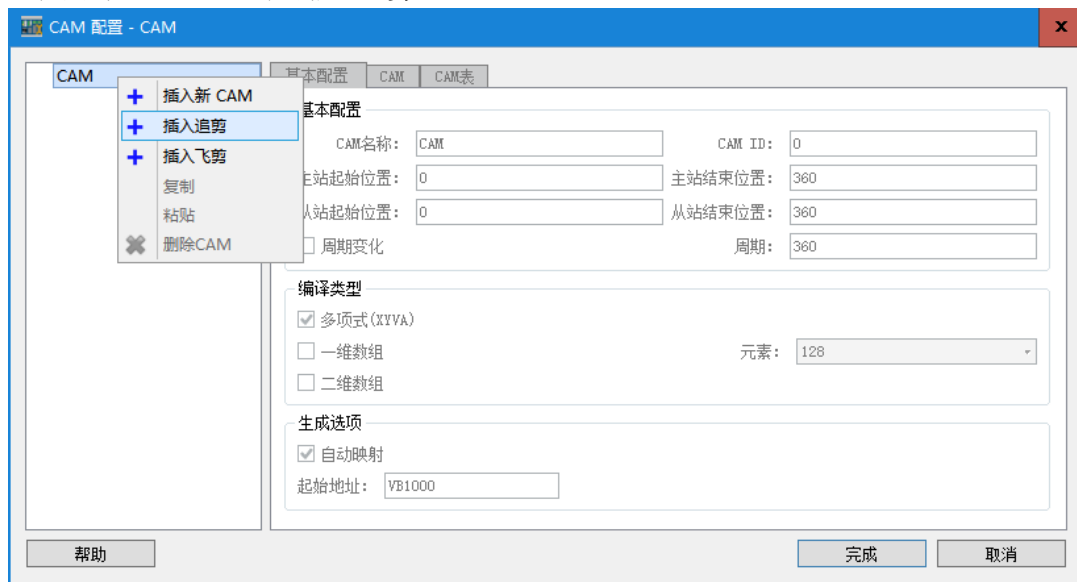 CAM 配置 - CAM
x
CAM
插入新 CAM
插入追剪
插入飞剪
复制
粘贴
删除CAM
基本配置 CAM CAM表
基本配置
CAM名称: CAM CAM ID: 0
主站起始位置: 0 主站结束位置: 360
从站起始位置: 0 从站结束位置: 360
周期变化 周期: 360
编译类型
多项式(XYVA)
一维数组 元素: 128
二维数组
生成选项
自动映射
起始地址: VB1000
帮助 完成 取消